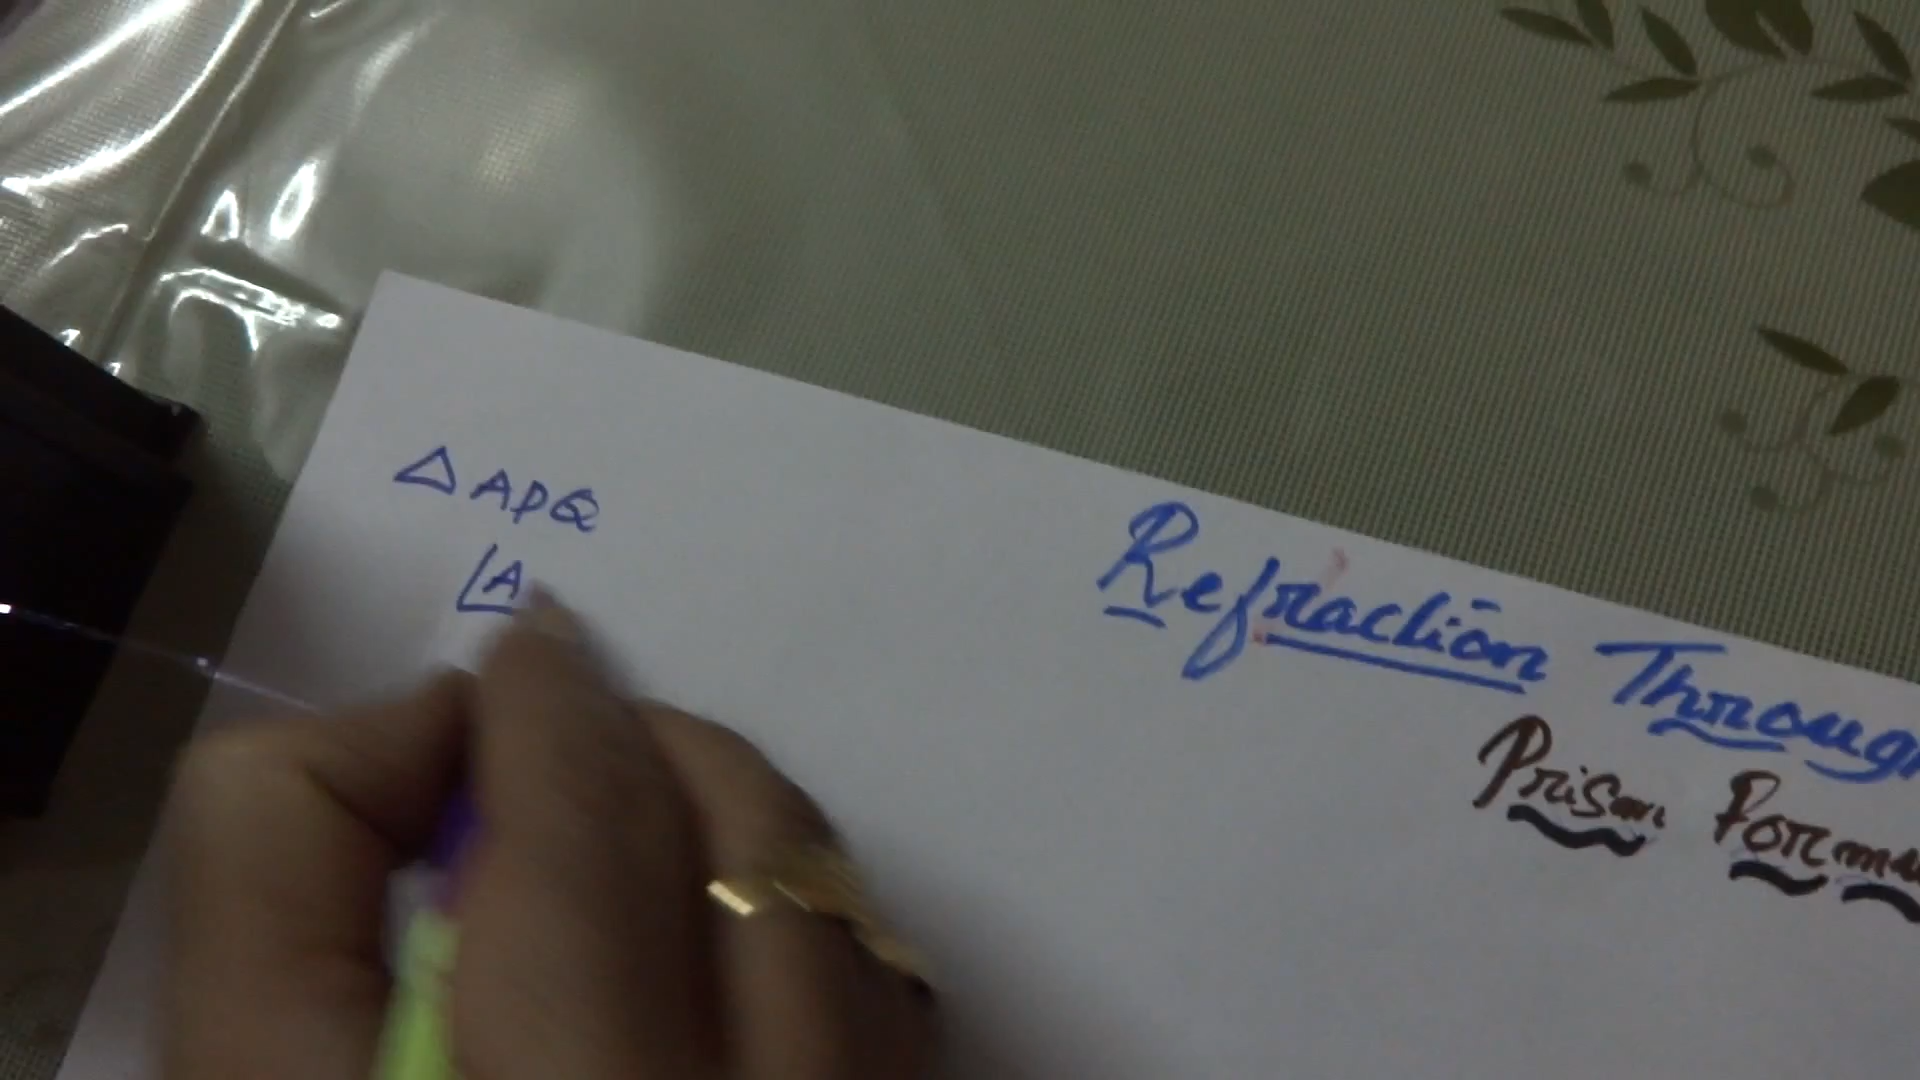 △ APQ
∠A
Refraction Through
Prism Formu